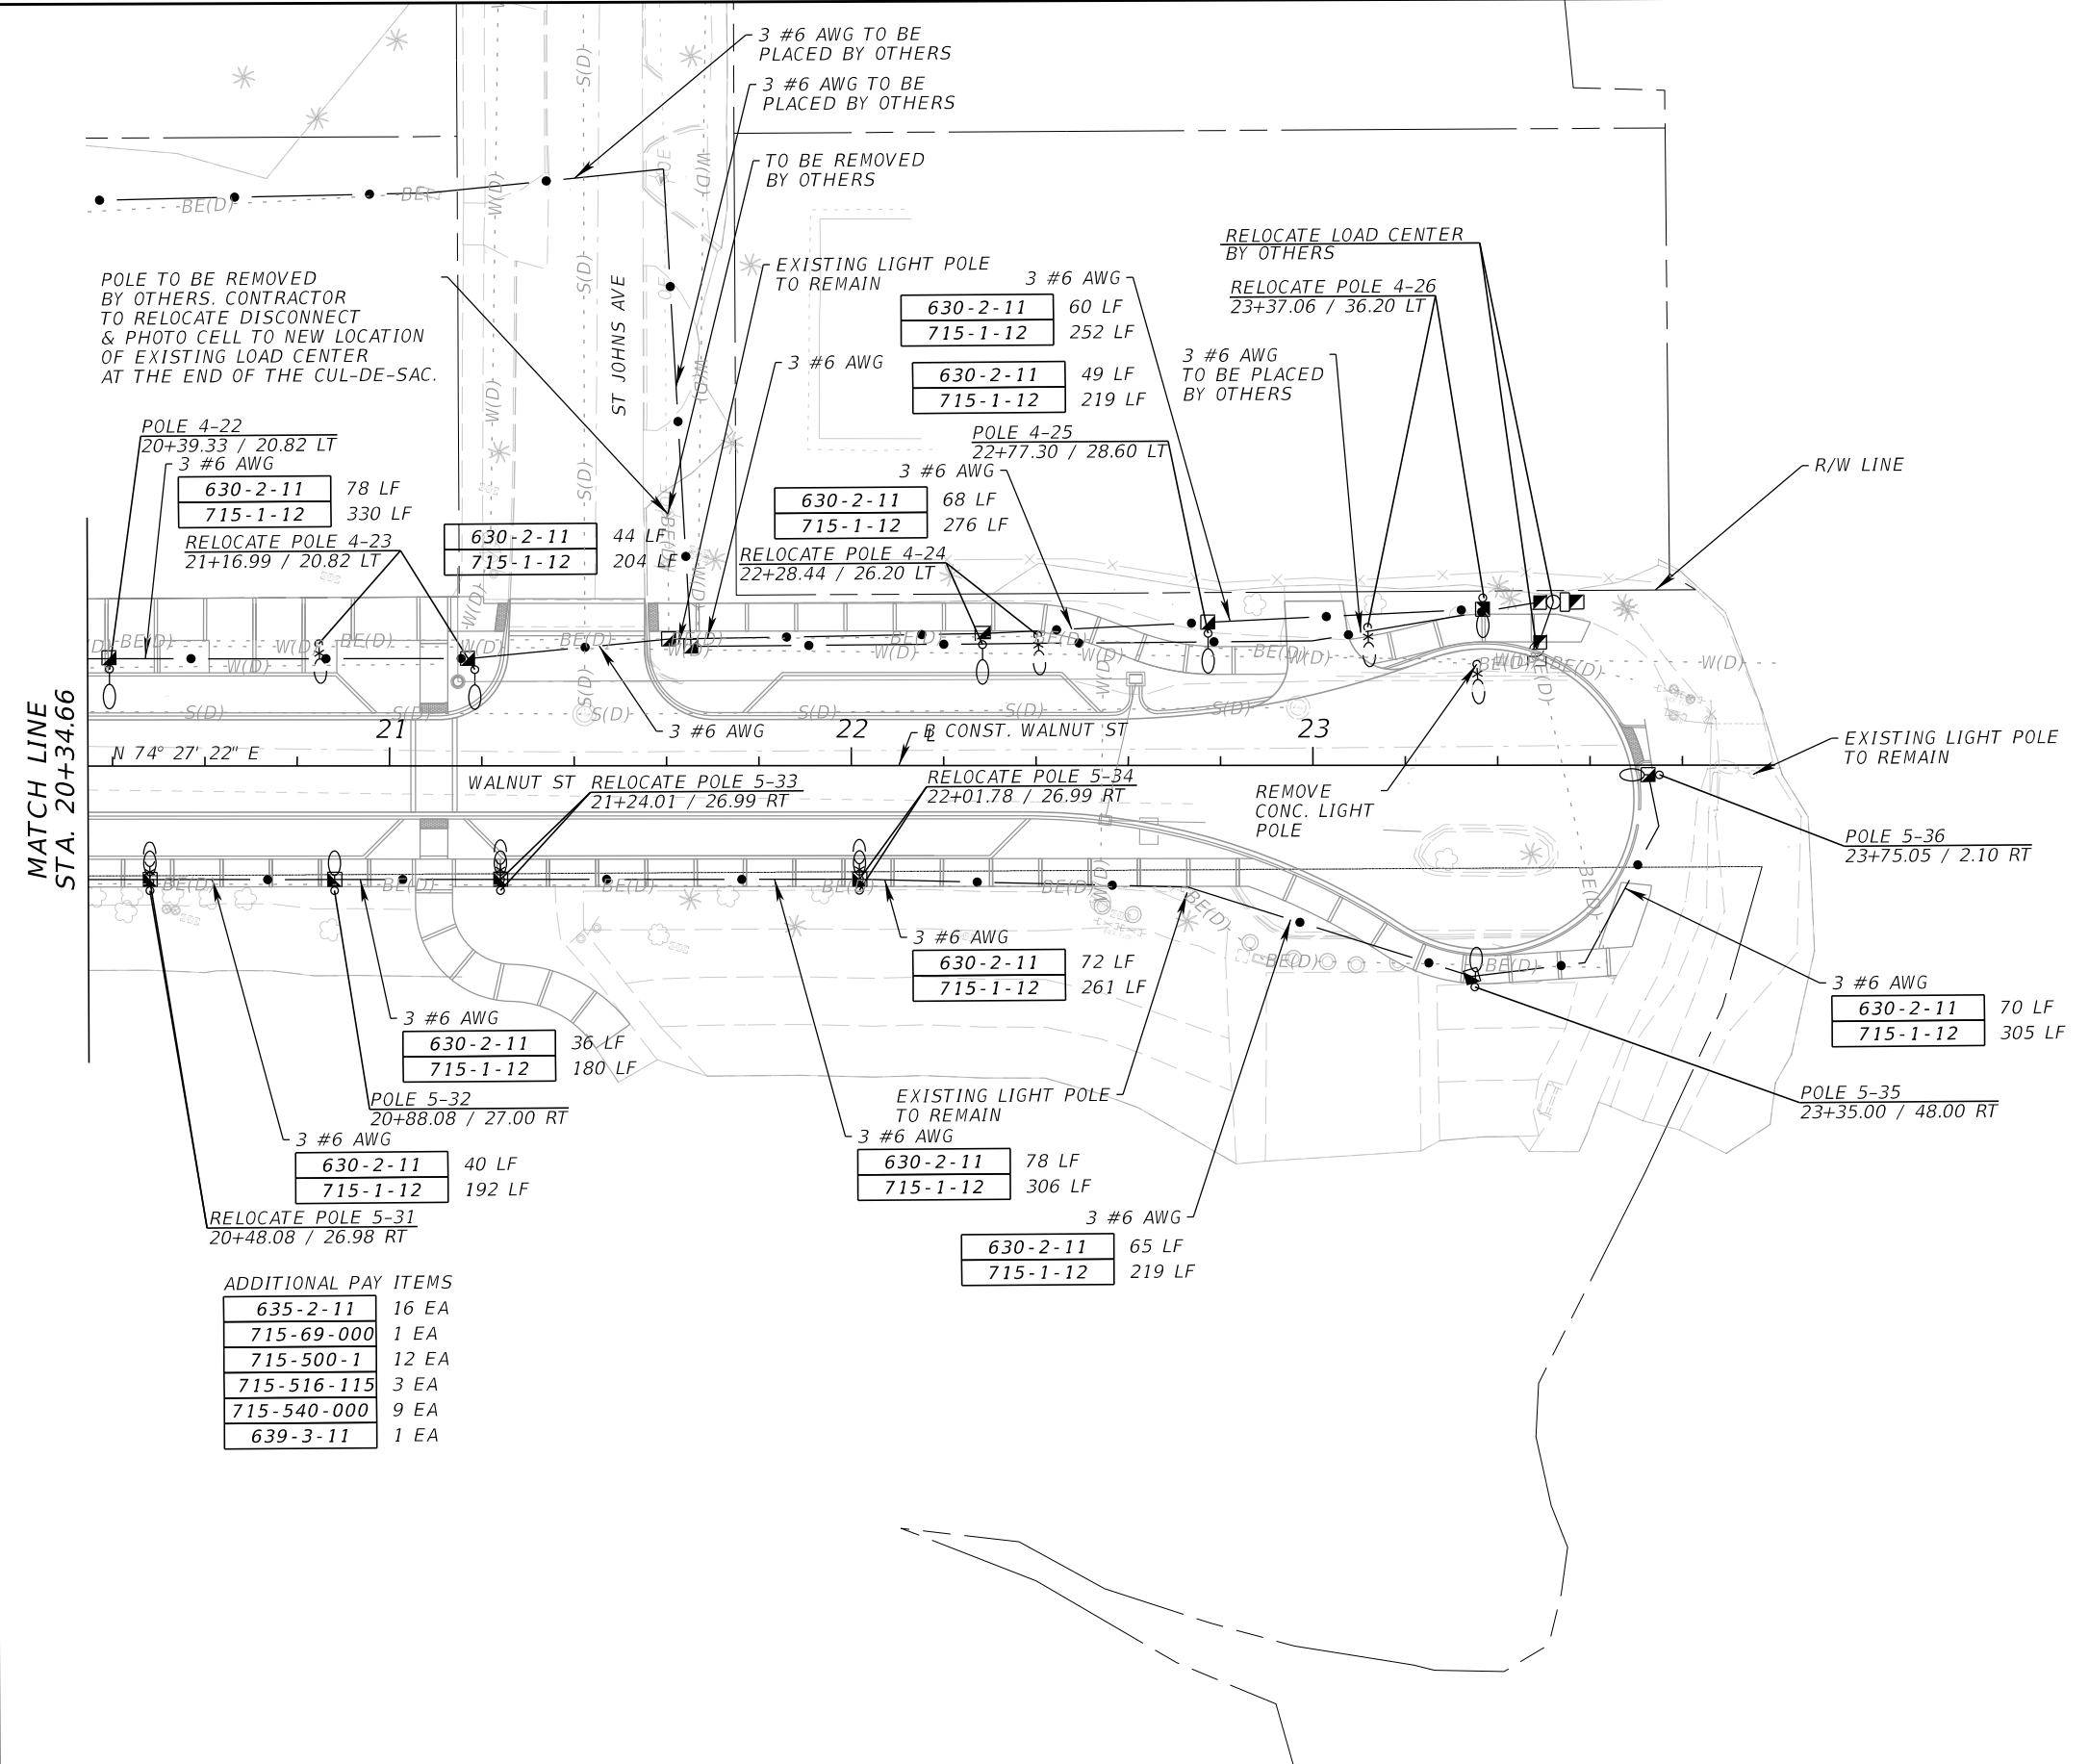 3 #6 AWG TO BE
PLACED BY OTHERS
3 #6 AWG TO BE
PLACED BY OTHERS
TO BE REMOVED
BY OTHERS
EXISTING LIGHT POLE
TO REMAIN
POLE TO BE REMOVED
BY OTHERS. CONTRACTOR
TO RELOCATE DISCONNECT
& PHOTO CELL TO NEW LOCATION
OF EXISTING LOAD CENTER
AT THE END OF THE CUL-DE-SAC.
ST JOHNS AVE
3 #6 AWG
630-2-11 60 LF
715-1-12 252 LF
3 #6 AWG
630-2-11 49 LF
715-1-12 219 LF
RELOCATE LOAD CENTER
BY OTHERS
RELOCATE POLE 4-26
23+37.06 / 36.20 LT
3 #6 AWG
TO BE PLACED
BY OTHERS
POLE 4-22
20+39.33 / 20.82 LT
3 #6 AWG
630-2-11 78 LF
715-1-12 330 LF
RELOCATE POLE 4-23
21+16.99 / 20.82 LT
630-2-11 44 LF
715-1-12 204 LF
POLE 4-25
22+77.30 / 28.60 LT
3 #6 AWG
630-2-11 68 LF
715-1-12 276 LF
RELOCATE POLE 4-24
22+28.44 / 26.20 LT
R/W LINE
BE(D) BE(D)
W(D) W(D) W(D) W(D)
S(D) S(D) S(D) S(D)
BE(D) W(D) W(D) BE(D) W(D) BE(D) W(D) BE(D) W(D) W(D)
S(D) S(D) S(D) S(D) S(D) S(D)
MATCH LINE
STA. 20+34.66
21
22
23
3 #6 AWG
B CONST. WALNUT ST
N 74° 27' 22" E
WALNUT ST
RELOCATE POLE 5-33
21+24.01 / 26.99 RT
RELOCATE POLE 5-34
22+01.78 / 26.99 RT
REMOVE
CONC. LIGHT
POLE
EXISTING LIGHT POLE
TO REMAIN
POLE 5-36
23+75.05 / 2.10 RT
BE(D) BE(D) BE(D) BE(D) BE(D) BE(D) BE(D) BE(D) BE(D)
3 #6 AWG
630-2-11 72 LF
715-1-12 261 LF
3 #6 AWG
630-2-11 70 LF
715-1-12 305 LF
3 #6 AWG
630-2-11 36 LF
715-1-12 180 LF
POLE 5-32
20+88.08 / 27.00 RT
EXISTING LIGHT POLE
TO REMAIN
POLE 5-35
23+35.00 / 48.00 RT
3 #6 AWG
630-2-11 40 LF
715-1-12 192 LF
RELOCATE POLE 5-31
20+48.08 / 26.98 RT
3 #6 AWG
630-2-11 78 LF
715-1-12 306 LF
3 #6 AWG
630-2-11 65 LF
715-1-12 219 LF
ADDITIONAL PAY ITEMS
635-2-11 16 EA
715-69-000 1 EA
715-500-1 12 EA
715-516-115 3 EA
715-540-000 9 EA
639-3-11 1 EA